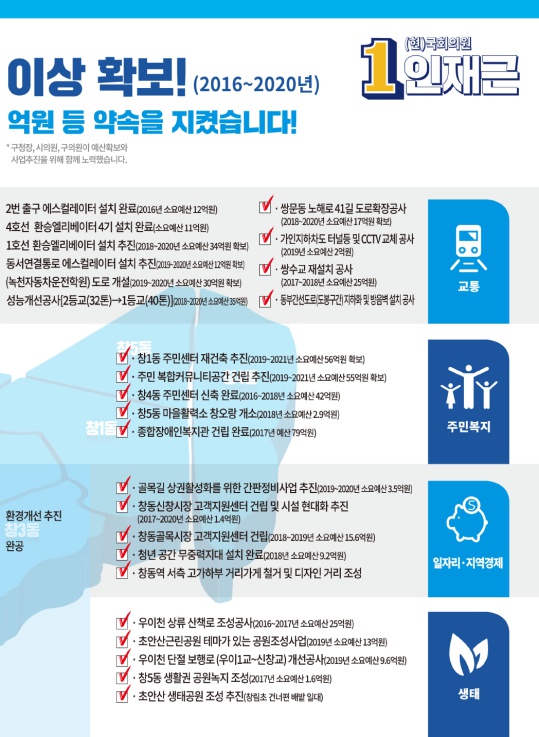 (현)국회의원
1 인재근
이상 확보! (2016~2020년)
억원 등 약속을 지켰습니다!
* 구청장, 시의원, 구의원이 예산확보와
사업추진을 위해 함께 노력했습니다.
2번 출구 에스컬레이터 설치 완료(2016년 소요예산 12억원)
4호선 환승엘리베이터 4기 설치 완료(소요예산 11억원)
1호선 환승엘리베이터 설치 추진(2018~2020년 소요예산 34억원 확보)
동서연결통로 에스컬레이터 설치 추진(2019~2020년 소요예산 12억원 확보)
(녹천자동차운전학원) 도로 개설(2019~2020년 소요예산 30억원 확보)
성능개선공사[2등교(32톤)→1등교(40톤)](2018~2020년 소요예산 35억원)
· 쌍문동 노해로 41길 도로확장공사
(2018~2020년 소요예산 17억원 확보)
· 가인지하차도 터널등 및 CCTV 교체 공사
(2019년 소요예산 2억원)
· 쌍수교 재설치 공사
(2017~2018년 소요예산 25억원)
· 동부간선도로(도봉구간) 지하화 및 방음벽 설치 공사
교통
창5동
창1동
· 창1동 주민센터 재건축 추진(2019~2021년 소요예산 56억원 확보)
· 주민 복합커뮤니티공간 건립 추진(2019~2021년 소요예산 55억원 확보)
· 창4동 주민센터 신축 완료(2016~2018년 소요예산 42억원)
· 창5동 마을활력소 창오랑 개소(2018년 소요예산 2.9억원)
· 종합장애인복지관 건립 완료(2017년 예산 79억원)
주민복지
환경개선 추진
창3동
완공
· 골목길 상권활성화를 위한 간판정비사업 추진(2019~2020년 소요예산 3.5억원)
· 창동신창시장 고객지원센터 건립 및 시설 현대화 추진
(2017~2020년 소요예산 1.4억원)
· 창동골목시장 고객지원센터 건립(2018~2019년 소요예산 15.6억원)
· 청년 공간 무중력지대 설치 완료(2018년 소요예산 9.2억원)
· 창동역 서측 고가하부 거리가게 철거 및 디자인 거리 조성
일자리·지역경제
· 우이천 상류 산책로 조성공사(2016~2017년 소요예산 25억원)
· 초안산근린공원 테마가 있는 공원조성사업(2019년 소요예산 13억원)
· 우이천 단절 보행로 (우이1교~신창교) 개선공사(2019년 소요예산 9.6억원)
· 창5동 생활권 공원녹지 조성(2017년 소요예산 1.6억원)
· 초안산 생태공원 조성 추진(창림초 건너편 배밭 일대)
생태